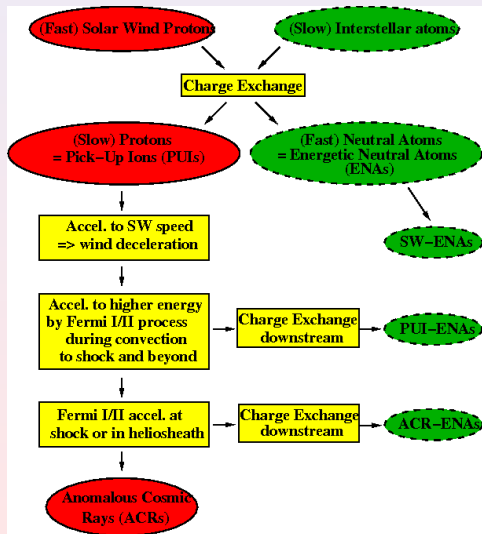 (Fast) Solar Wind Protons
(Slow) Interstellar atoms
Charge Exchange
(Slow) Protons
= Pick-Up Ions (PUIs)
(Fast) Neutral Atoms
= Energetic Neutral Atoms
(ENAs)
Accel. to SW speed
=> wind deceleration
SW-ENAs
Accel. to higher energy
by Fermi I/II process
during convection
to shock and beyond
Charge Exchange
downstream
PUI-ENAs
Fermi I/II accel. at
shock or in heliosheath
Charge Exchange
downstream
ACR-ENAs
Anomalous Cosmic
Rays (ACRs)